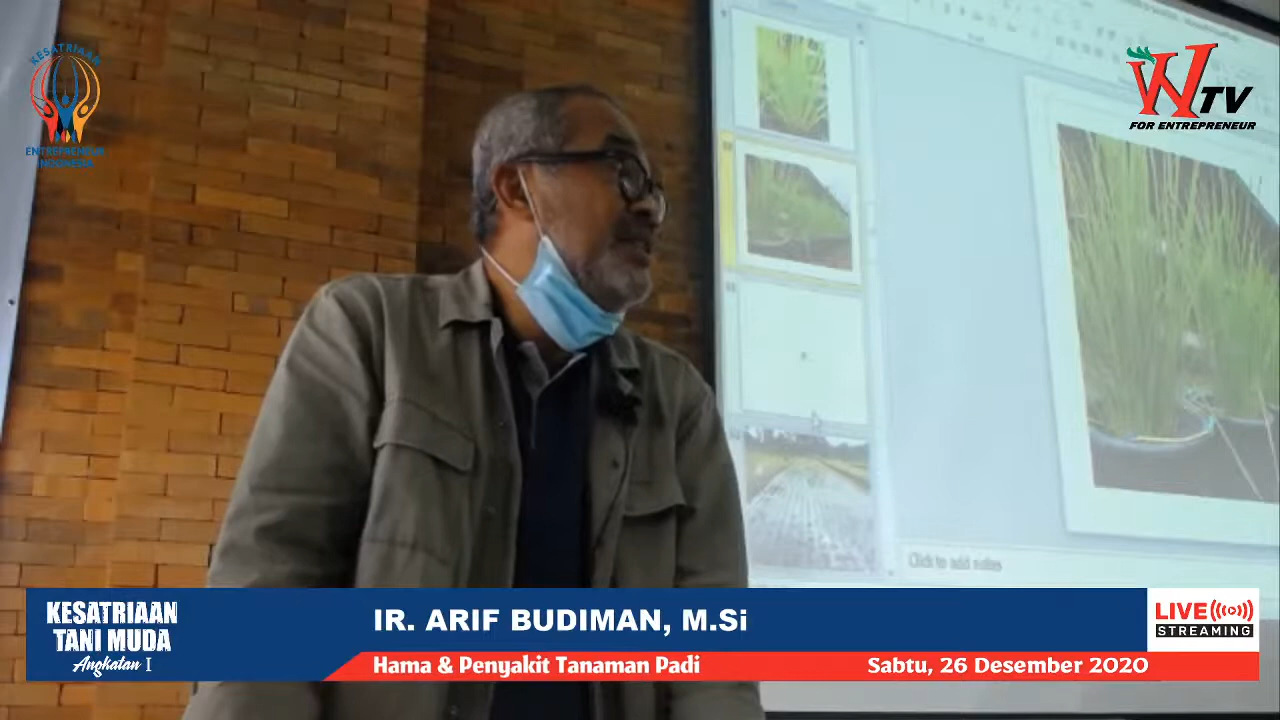 KESATRIAAN
ENTREPRENEUR
INDONESIA
WTV
FOR ENTREPRENEUR
Click to add notes
KESATRIAAN
TANI MUDA
Angkatan I
IR. ARIF BUDIMAN, M.Si
Hama & Penyakit Tanaman Padi
Sabtu, 26 Desember 2020
LIVE
STREAMING